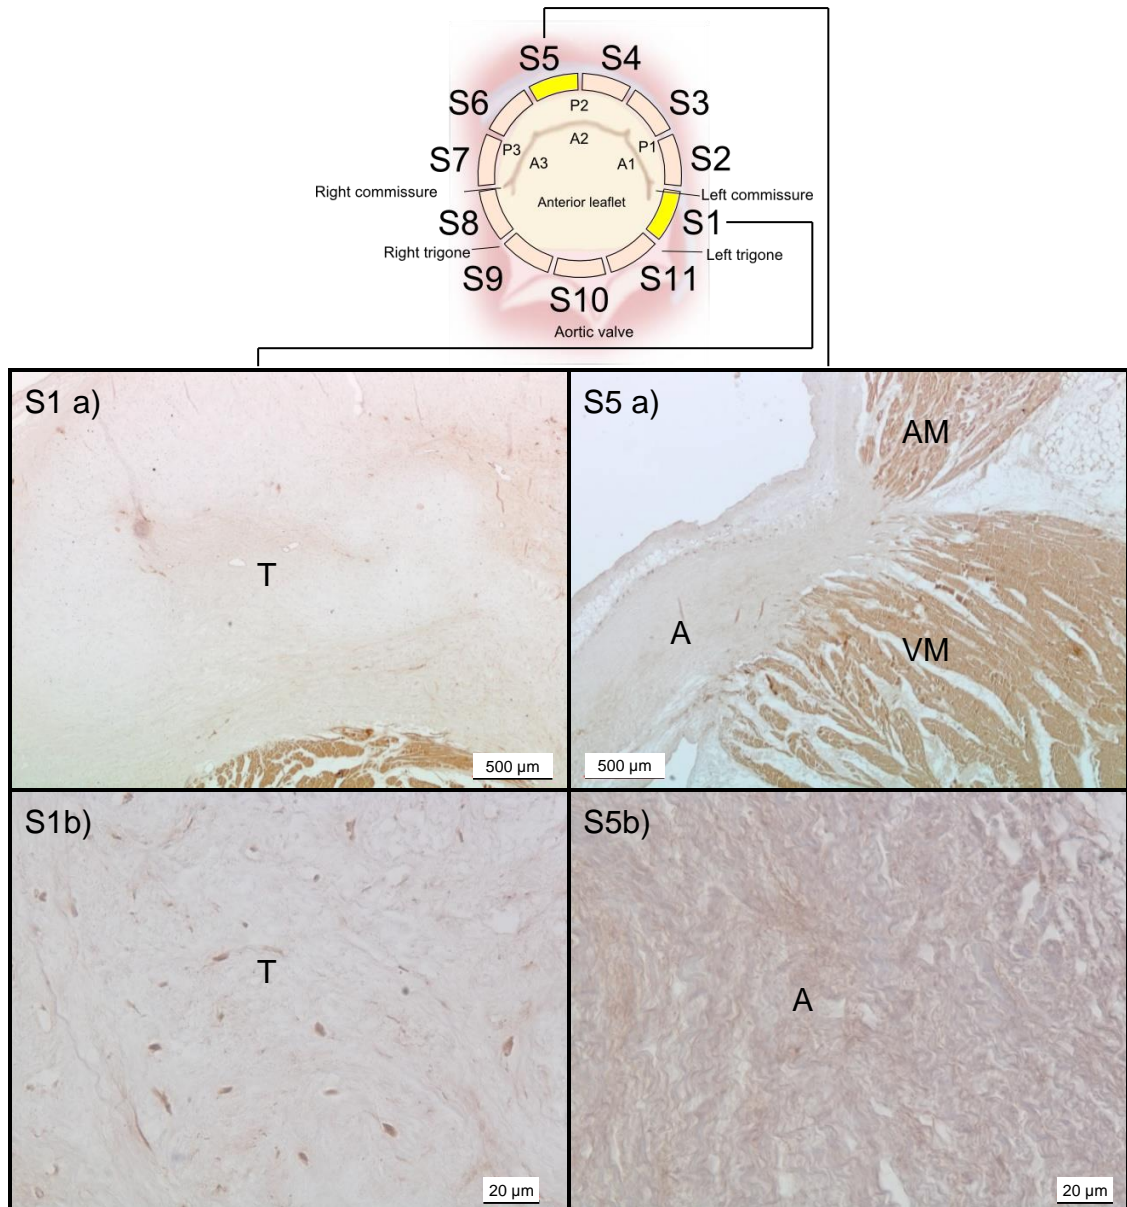 S5
S4
S6
S3
P2
A2
P3
P1
A3
A1
S7
S2
Right commissure
Left commissure
Anterior leaflet
S8
S1
Right trigone
Left trigone
S9
S11
S10
Aortic valve
S1 a)
T
500 µm
S5 a)
AM
A
VM
500 µm
S1b)
T
20 µm
S5b)
A
20 µm